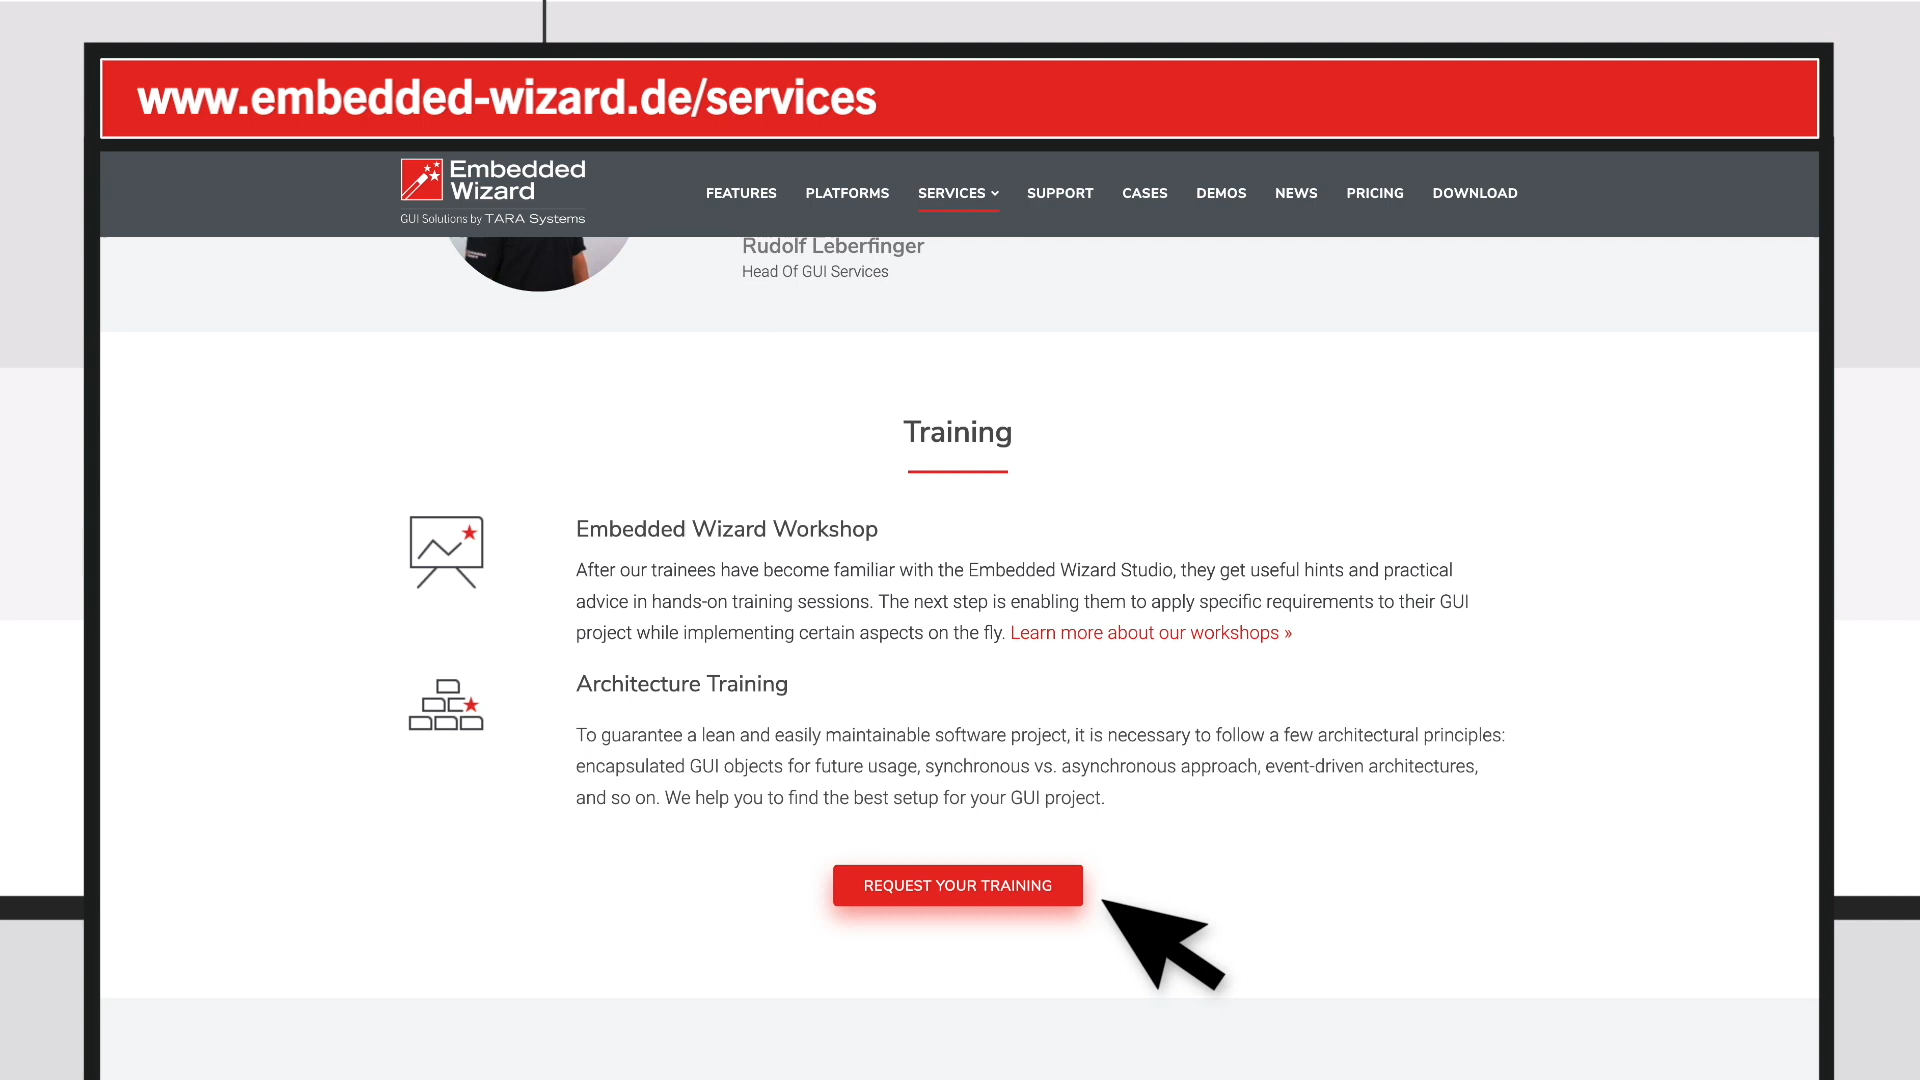 www.embedded-wizard.de/services
Embedded
Wizard
GUI Solutions by TARA Systems
FEATURES PLATFORMS SERVICES SUPPORT CASES DEMOS NEWS PRICING DOWNLOAD
Rudolf Leberfinger
Head Of GUI Services
Training
Embedded Wizard Workshop
After our trainees have become familiar with the Embedded Wizard Studio, they get useful hints and practical
advice in hands-on training sessions. The next step is enabling them to apply specific requirements to their GUI
project while implementing certain aspects on the fly. Learn more about our workshops »
Architecture Training
To guarantee a lean and easily maintainable software project, it is necessary to follow a few architectural principles:
encapsulated GUI objects for future usage, synchronous vs. asynchronous approach, event-driven architectures,
and so on. We help you to find the best setup for your GUI project.
REQUEST YOUR TRAINING